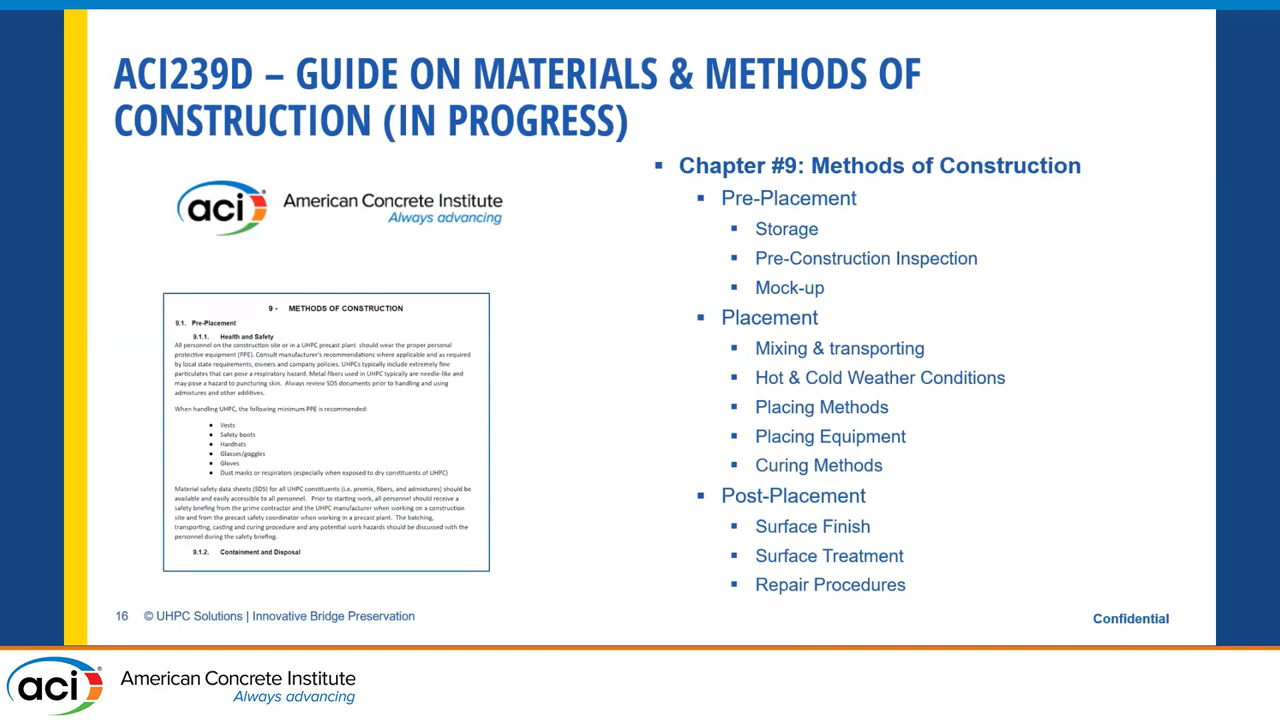 ACI239D – GUIDE ON MATERIALS & METHODS OF
CONSTRUCTION (IN PROGRESS)
aci
American Concrete Institute
Always advancing
9 - METHODS OF CONSTRUCTION
9.1. Pre-Placement
9.1.1. Health and Safety
All personnel on the construction site or in a UHPC precast plant should wear the proper personal
protective equipment (PPE). Consult manufacturer's recommendations where applicable and as required
by local state requirements, owners and company policies. UHPCs typically include extremely fine
particulates that can pose a respiratory hazard. Metal fibers used in UHPC typically are needle-like and
may pose a hazard to puncturing skin. Always review SDS documents prior to handling and using
admixtures and other additives.
When handling UHPC, the following minimum PPE is recommended:
● Vests
● Safety boots
● Hardhats
● Glasses/goggles
● Gloves
● Dust masks or respirators (especially when exposed to dry constituents of UHPC)
Material safety data sheets (SDS) for all UHPC constituents (i.e. premix, fibers, and admixtures) should be
available and easily accessible to all personnel. Prior to starting work, all personnel should receive a
safety briefing from the prime contractor and the UHPC manufacturer when working on a construction
site and from the precast safety coordinator when working in a precast plant. The batching,
transporting, casting and curing procedure and any potential work hazards should be discussed with the
personnel during the safety briefing.
9.1.2. Containment and Disposal
▪ Chapter #9: Methods of Construction
▪ Pre-Placement
▪ Storage
▪ Pre-Construction Inspection
▪ Mock-up
▪ Placement
▪ Mixing & transporting
▪ Hot & Cold Weather Conditions
▪ Placing Methods
▪ Placing Equipment
▪ Curing Methods
▪ Post-Placement
▪ Surface Finish
▪ Surface Treatment
▪ Repair Procedures
16 © UHPC Solutions | Innovative Bridge Preservation
Confidential
aci
American Concrete Institute
Always advancing